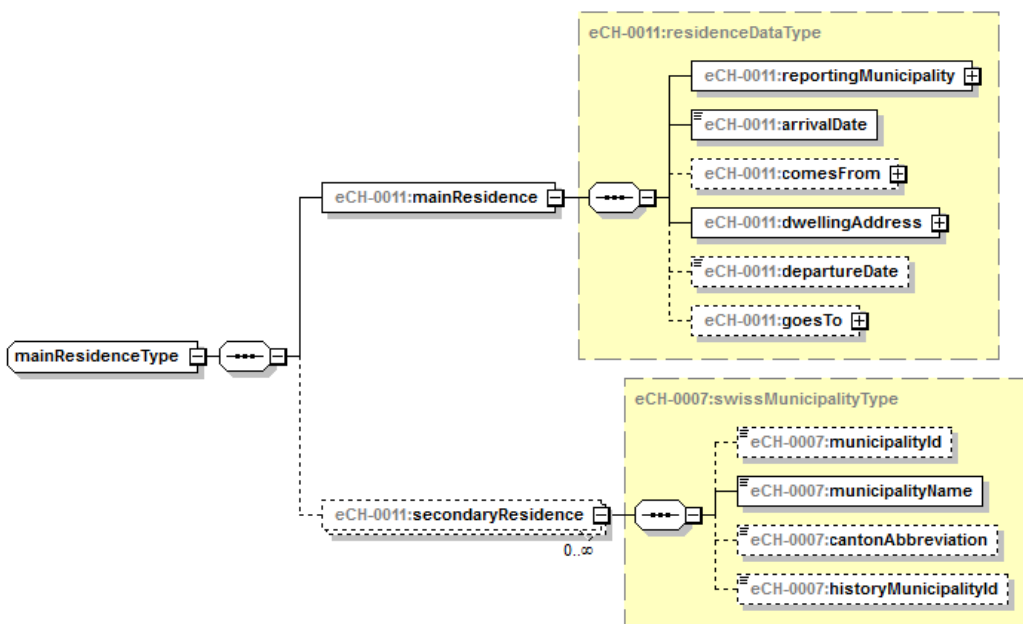 eCH-0011:residenceDataType
eCH-0011:reportingMunicipality
eCH-0011:arrivalDate
eCH-0011:comesFrom
eCH-0011:mainResidence
eCH-0011:dwellingAddress
eCH-0011:departureDate
eCH-0011:goesTo
mainResidenceType
eCH-0007:swissMunicipalityType
eCH-0007:municipalityId
eCH-0007:municipalityName
eCH-0011:secondaryResidence
0..∞
eCH-0007:cantonAbbreviation
eCH-0007:historyMunicipalityId